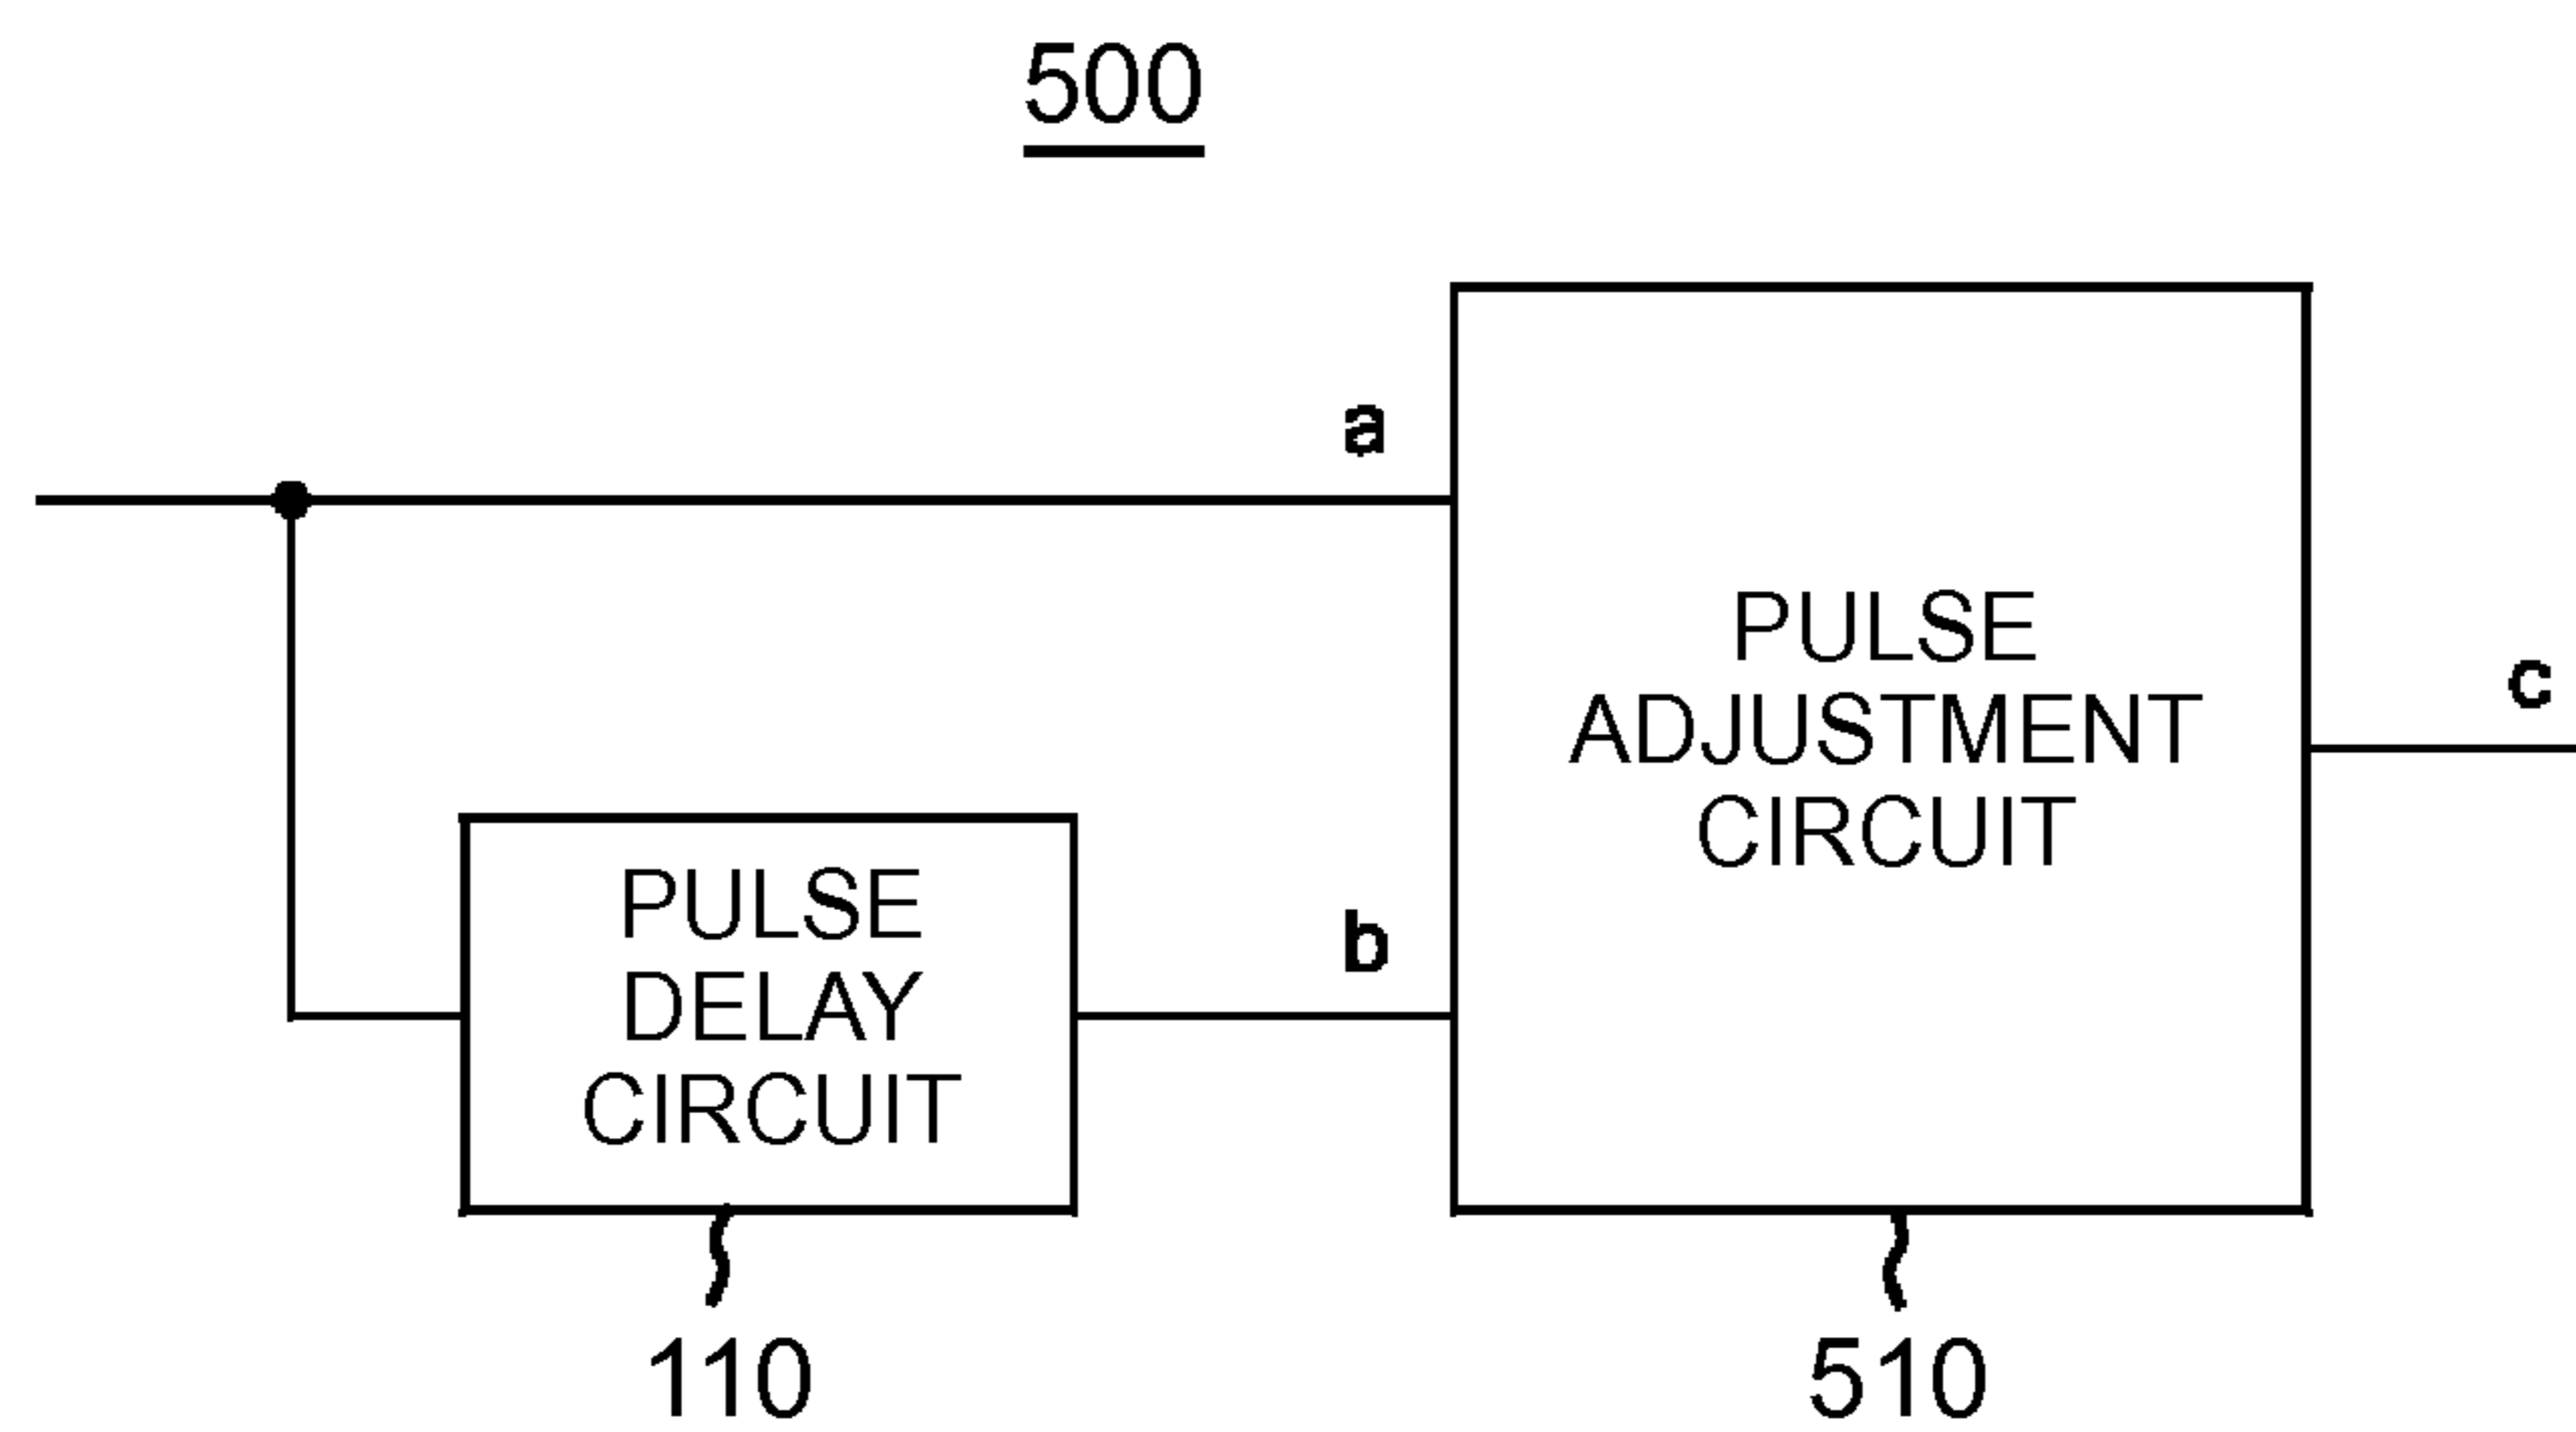 500
a
PULSE
ADJUSTMENT
CIRCUIT
c
PULSE
DELAY
CIRCUIT
b
110
510